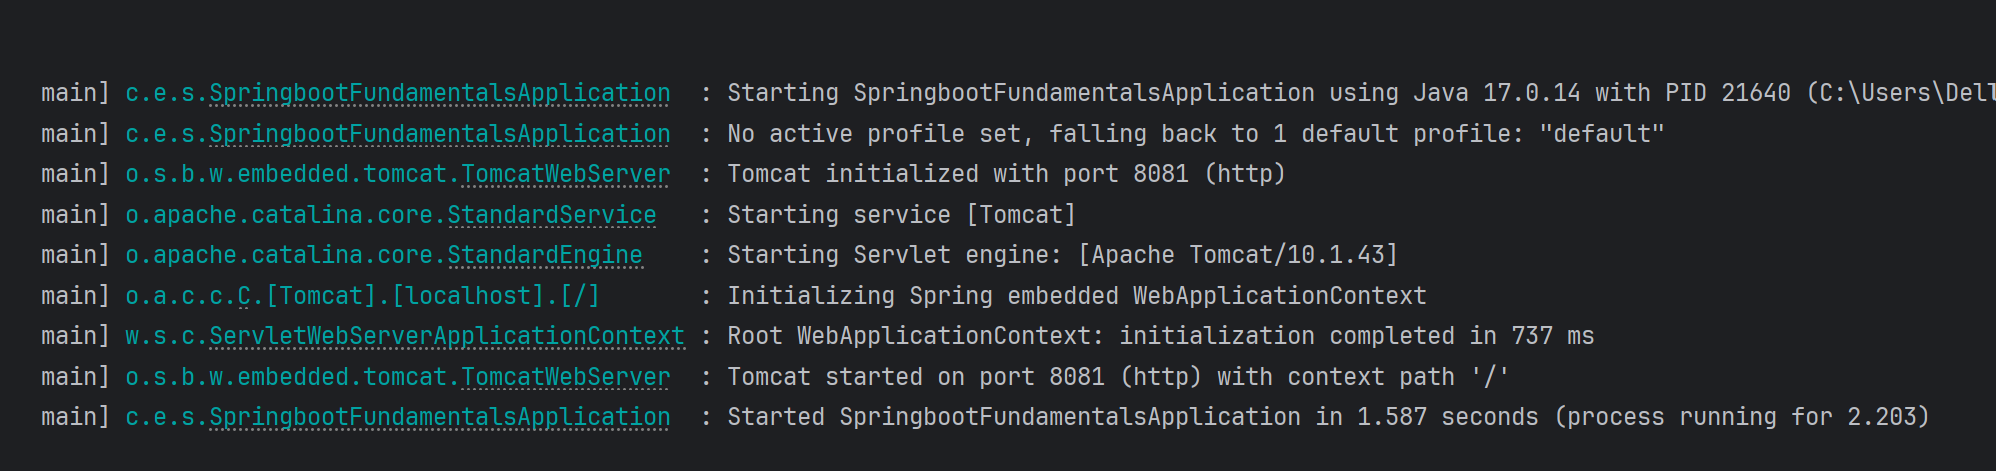 main] c.e.s.SpringbootFundamentalsApplication : Starting SpringbootFundamentalsApplication using Java 17.0.14 with PID 21640 (C:\Users\Dell
main] c.e.s.SpringbootFundamentalsApplication : No active profile set, falling back to 1 default profile: "default"
main] o.s.b.w.embedded.tomcat.TomcatWebServer : Tomcat initialized with port 8081 (http)
main] o.apache.catalina.core.StandardService : Starting service [Tomcat]
main] o.apache.catalina.core.StandardEngine : Starting Servlet engine: [Apache Tomcat/10.1.43]
main] o.a.c.c.C.[Tomcat].[localhost].[/] : Initializing Spring embedded WebApplicationContext
main] w.s.c.ServletWebServerApplicationContext : Root WebApplicationContext: initialization completed in 737 ms
main] o.s.b.w.embedded.tomcat.TomcatWebServer : Tomcat started on port 8081 (http) with context path '/'
main] c.e.s.SpringbootFundamentalsApplication : Started SpringbootFundamentalsApplication in 1.587 seconds (process running for 2.203)